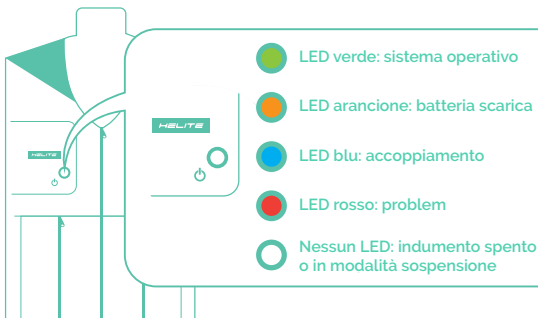 LED verde: sistema operativo
LED arancione: batteria scarica
HELITE
HELITE
LED blu: accoppiamento
LED rosso: problem
Nessun LED: indumento spento
o in modalità sospensione